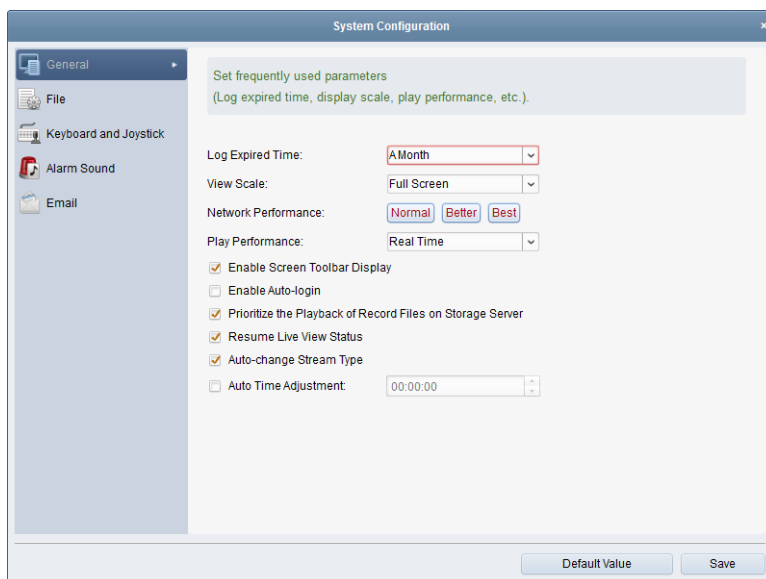 System Configuration
General
File
Keyboard and Joystick
Alarm Sound
Email
Set frequently used parameters
(Log expired time, display scale, play performance, etc.).
Log Expired Time: A Month
View Scale: Full Screen
Network Performance: Normal Better Best
Play Performance: Real Time
Enable Screen Toolbar Display
Enable Auto-login
Prioritize the Playback of Record Files on Storage Server
Resume Live View Status
Auto-change Stream Type
Auto Time Adjustment: 00:00:00
Default Value Save